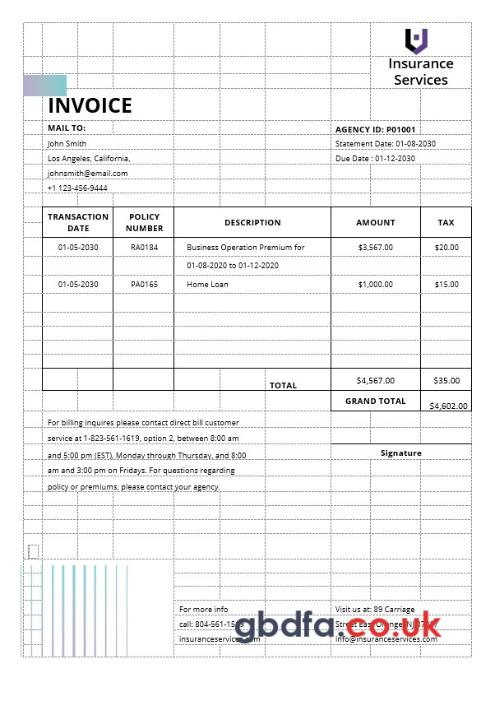 Insurance
Services
INVOICE
MAIL TO:
John Smith
Los Angeles, California,
johnsmith@email.com
+1 123-456-9444
AGENCY ID: P01001
Statement Date: 01-08-2030
Due Date : 01-12-2030
TRANSACTION DATE POLICY NUMBER DESCRIPTION AMOUNT TAX
01-05-2030 RA0184 Business Operation Premium for $3,567.00 $20.00
01-08-2020 to 01-12-2020
01-05-2030 PA0165 Home Loan $1,000.00 $15.00
TOTAL $4,567.00 $35.00
GRAND TOTAL $4,602.00
For billing inquires please contact direct bill customer
service at 1-823-561-1619, option 2, between 8:00 am
and 5:00 pm (EST), Monday through Thursday, and 8:00
am and 3:00 pm on Fridays. For questions regarding
policy or premiums, please contact your agency.
Signature
For more info
call: 804-561-
Visit us at: 89 Carriage
Street East Orange, NJ
info@insuranceservices.com
gbdfa.co.uk